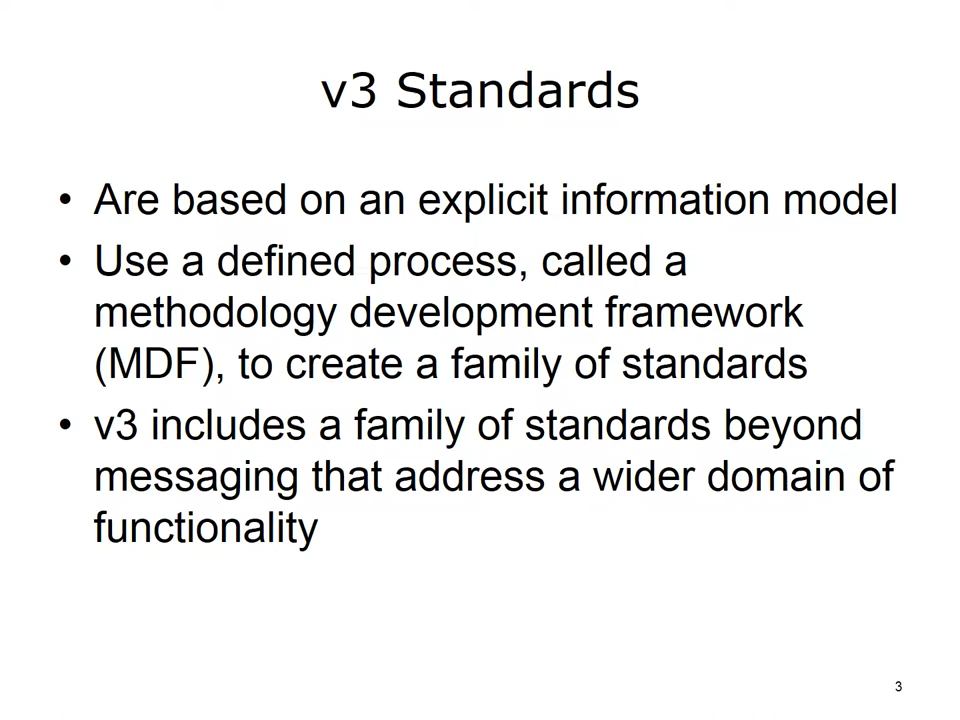 v3 Standards
• Are based on an explicit information model
• Use a defined process, called a
methodology development framework
(MDF), to create a family of standards
• v3 includes a family of standards beyond
messaging that address a wider domain of
functionality
3